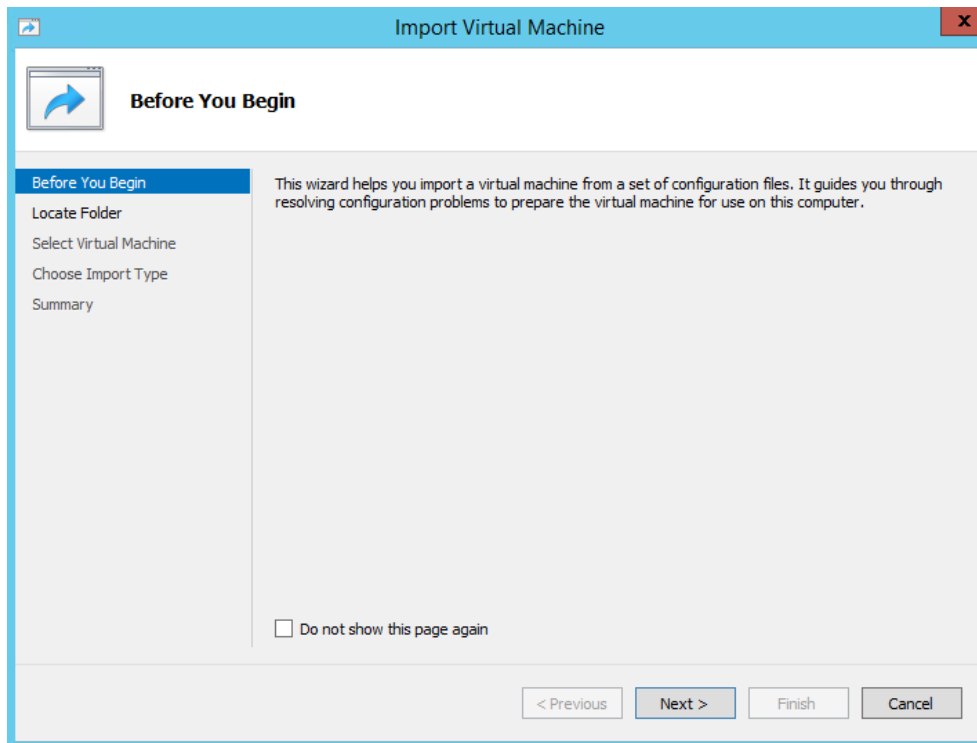 Import Virtual Machine
x
Before You Begin
Before You Begin
Locate Folder
Select Virtual Machine
Choose Import Type
Summary
This wizard helps you import a virtual machine from a set of configuration files. It guides you through
resolving configuration problems to prepare the virtual machine for use on this computer.
Do not show this page again
< Previous
Next >
Finish
Cancel